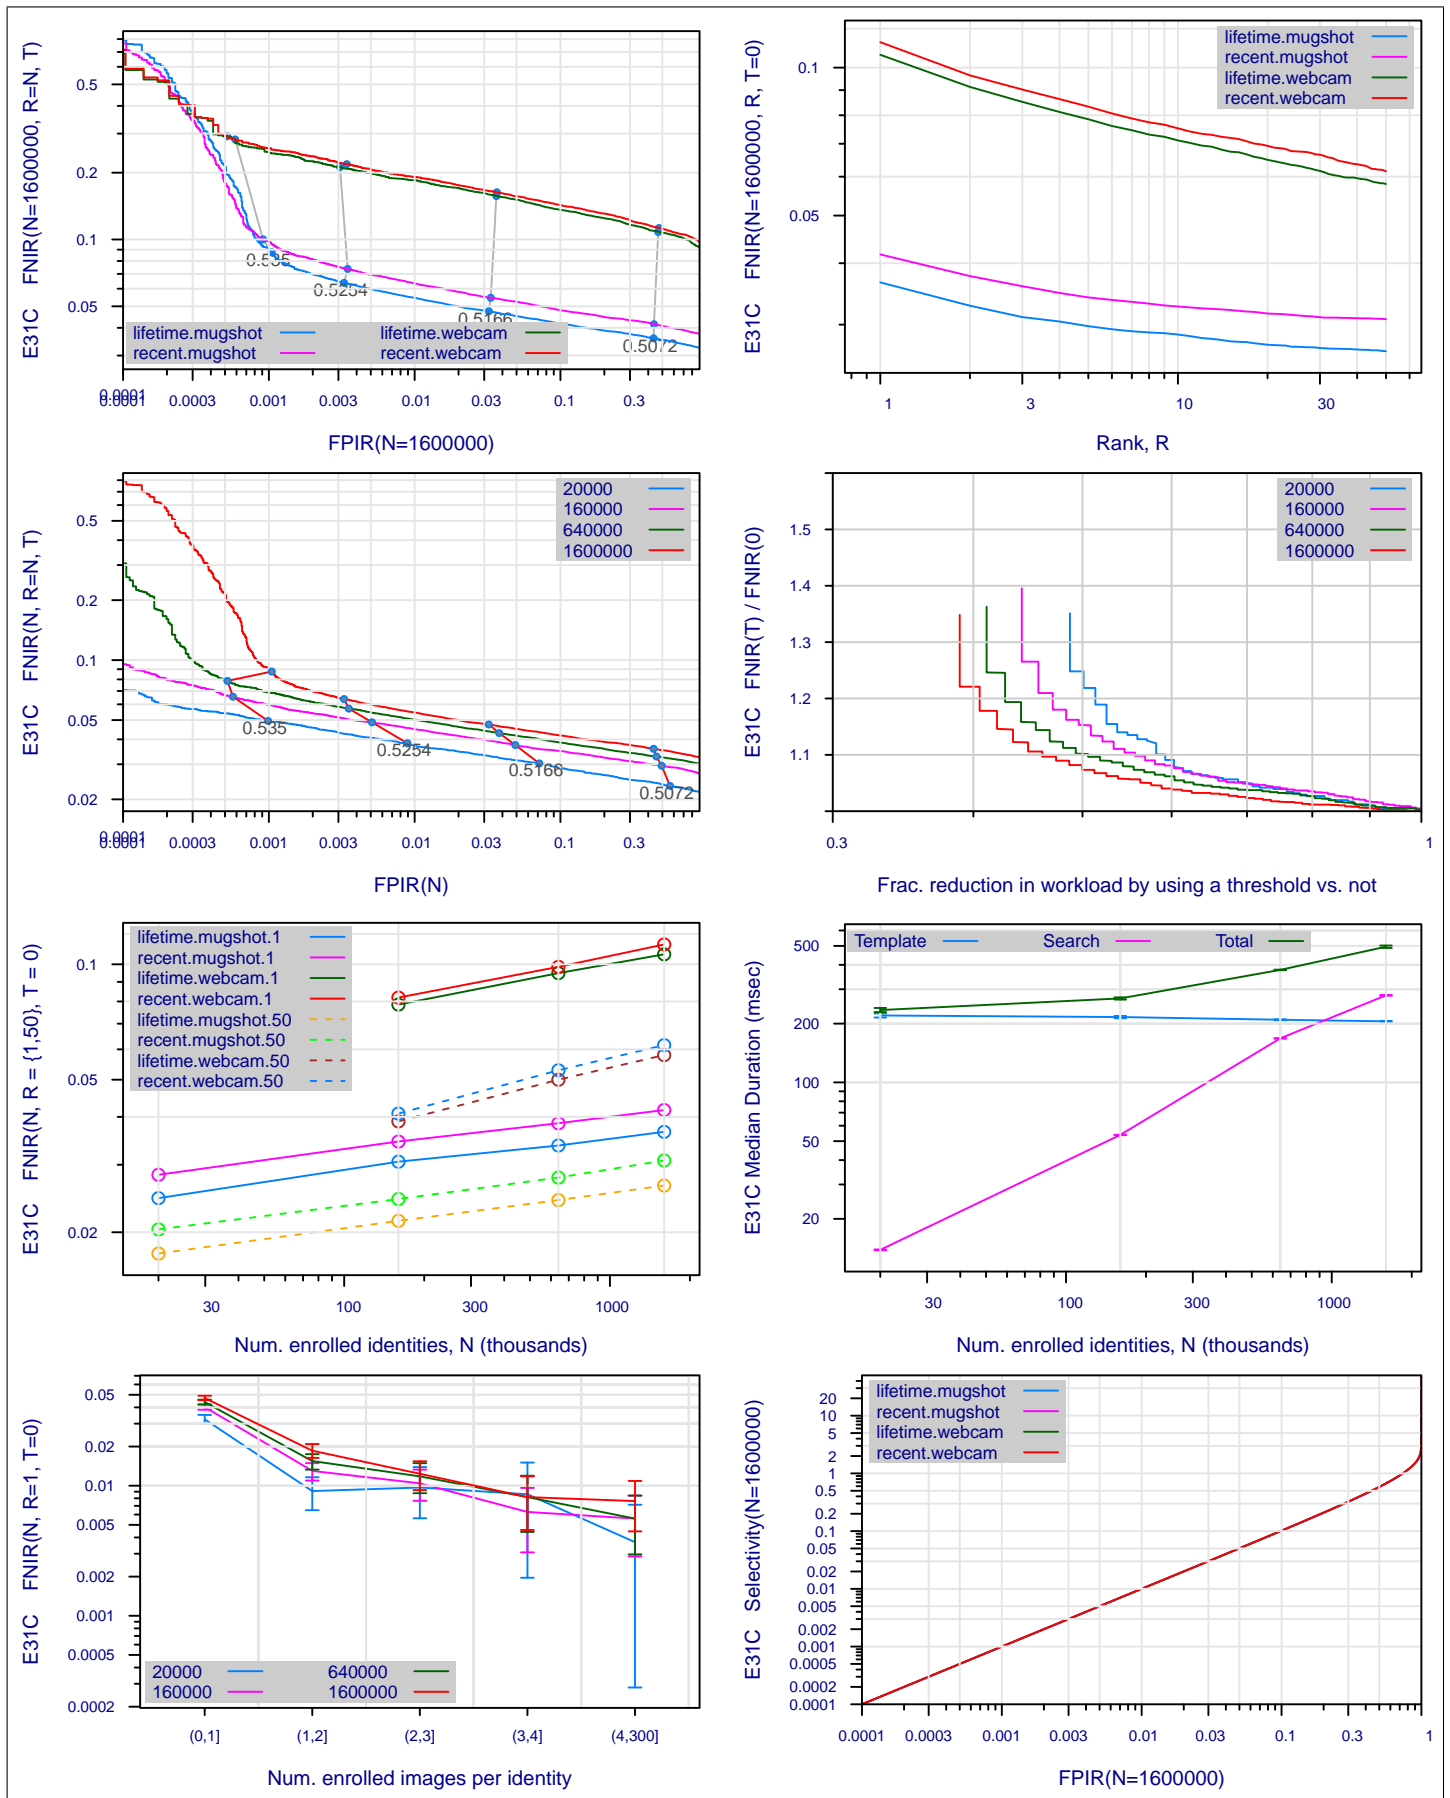 E31C FNIR(N=1600000, R=N, T)
0.5
0.2
0.1
0.05
0.535
0.5254
0.5166
0.5072
lifetime.mugshot
recent.mugshot
lifetime.webcam
recent.webcam
0.0001
0.0001
0.0003
0.001
0.003
0.01
0.03
0.1
0.3
FPIR(N=1600000)
E31C FNIR(N=1600000, R, T=0)
0.1
0.05
lifetime.mugshot
recent.mugshot
lifetime.webcam
recent.webcam
1
3
10
30
Rank, R
E31C FNIR(N, R=N, T)
0.5
0.2
0.1
0.05
0.02
20000
160000
640000
1600000
0.535
0.5254
0.5166
0.5072
0.0001
0.0001
0.0003
0.001
0.003
0.01
0.03
0.1
0.3
FPIR(N)
E31C FNIR(T) / FNIR(0)
1.5
1.4
1.3
1.2
1.1
20000
160000
640000
1600000
0.3
1
Frac. reduction in workload by using a threshold vs. not
E31C FNIR(N, R = {1,50}, T = 0)
0.1
0.05
0.02
lifetime.mugshot.1
recent.mugshot.1
lifetime.webcam.1
recent.webcam.1
lifetime.mugshot.50
recent.mugshot.50
lifetime.webcam.50
recent.webcam.50
30
100
300
1000
Num. enrolled identities, N (thousands)
E31C Median Duration (msec)
500
200
100
50
20
Template
Search
Total
30
100
300
1000
Num. enrolled identities, N (thousands)
E31C FNIR(N, R=1, T=0)
0.05
0.02
0.01
0.005
0.002
0.001
0.0005
0.0002
20000
160000
640000
1600000
(0,1]
(1,2]
(2,3]
(3,4]
(4,300]
Num. enrolled images per identity
E31C Selectivity(N=1600000)
20
10
5
2
1
0.5
0.2
0.1
0.05
0.02
0.01
0.005
0.002
0.001
0.0005
0.0002
0.0001
lifetime.mugshot
recent.mugshot
lifetime.webcam
recent.webcam
0.0001
0.0003
0.001
0.003
0.01
0.03
0.1
0.3
1
FPIR(N=1600000)